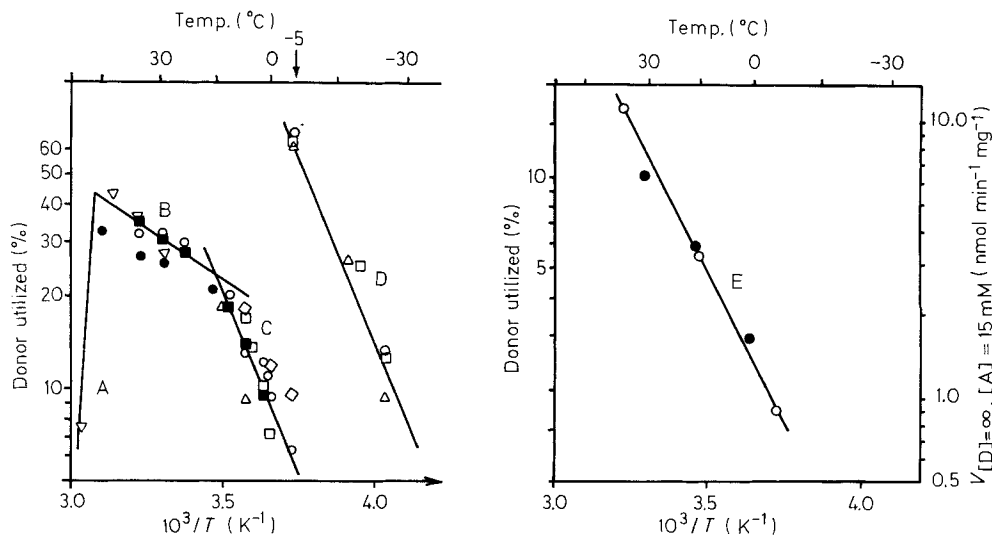 Temp. (°C)
-5
30 0 -30
Donor utilized (%)
60
50
40
30
20
10
A
B
C
D
3.0 3.5 4.0
10³/T (K⁻¹)
Temp. (°C)
30 0 -30
Donor utilized (%)
10
5
E
10.0
5.0
2.0
1.0
0.5
V[D]=∞, [A] = 15 mM (nmol min⁻¹ mg⁻¹)
3.0 3.5 4.0
10³/T (K⁻¹)